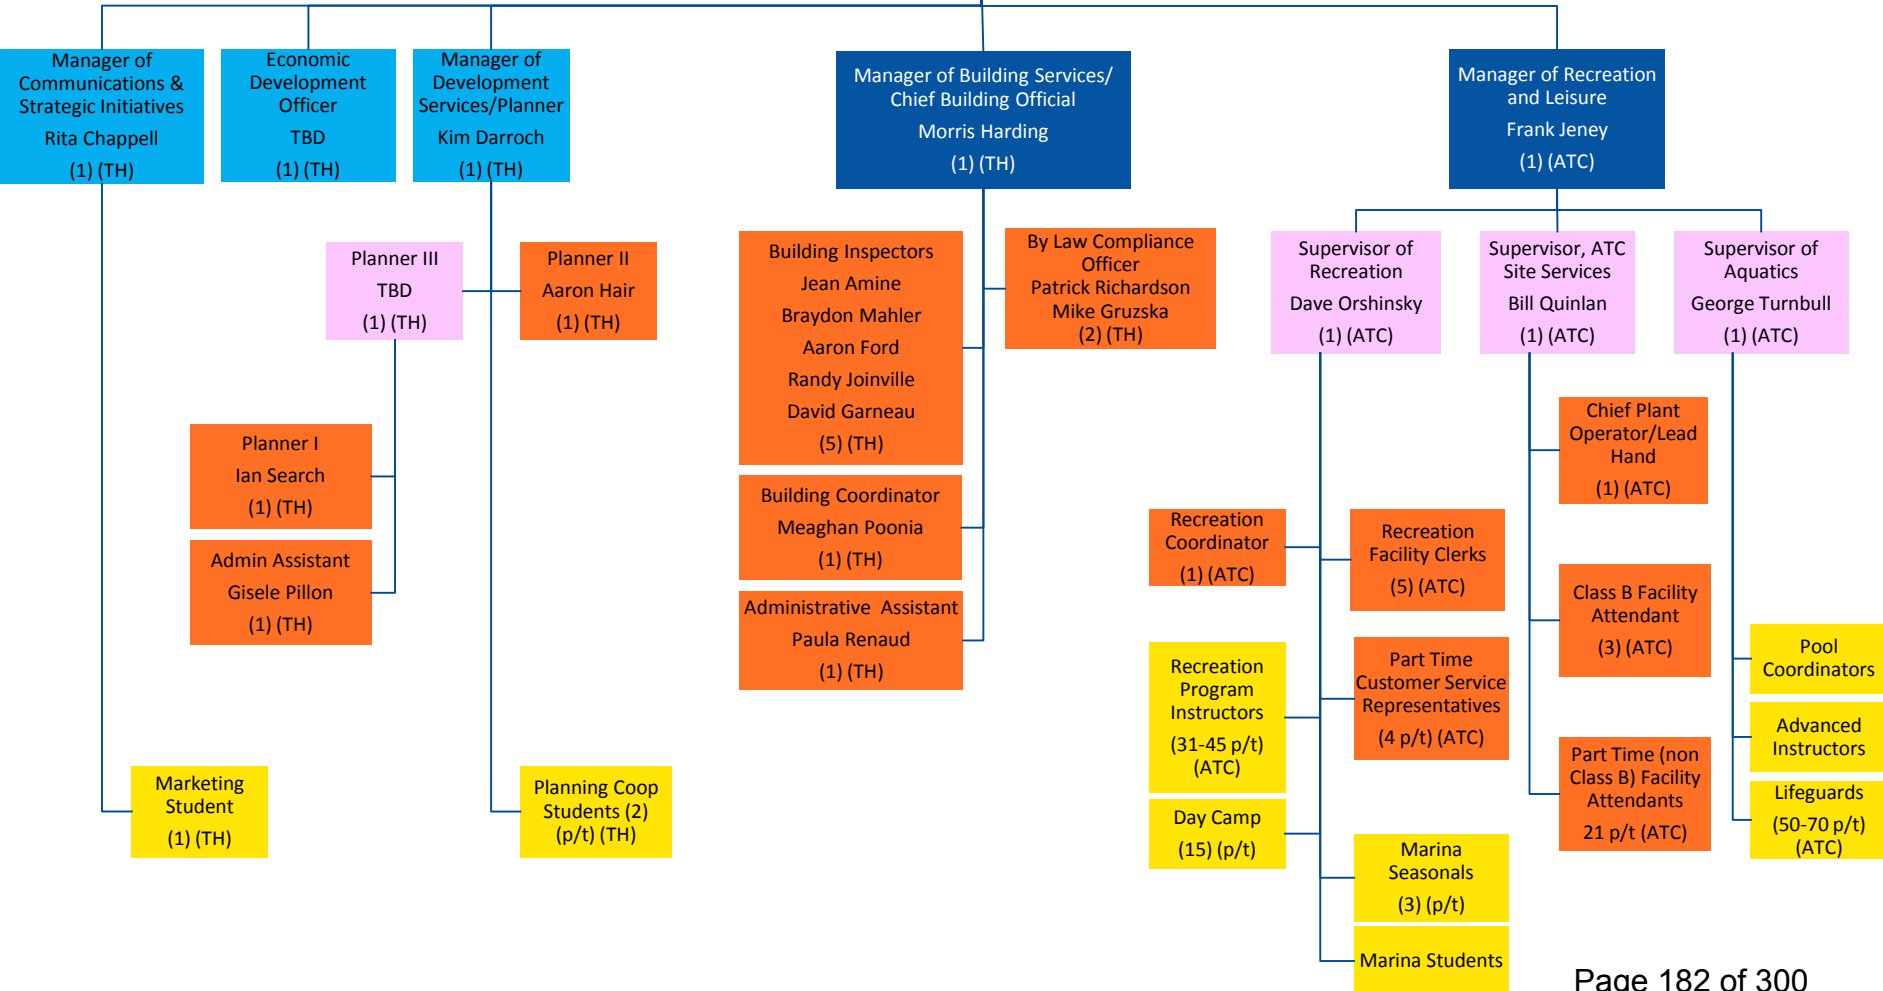 Manager of
Communications &
Strategic Initiatives
Rita Chappell
(1) (TH)
Economic
Development
Officer
TBD
(1) (TH)
Manager of
Development
Services/Planner
Kim Darroch
(1) (TH)
Manager of Building Services/
Chief Building Official
Morris Harding
(1) (TH)
Manager of Recreation
and Leisure
Frank Jeney
(1) (ATC)
Planner III
TBD
(1) (TH)
Planner II
Aaron Hair
(1) (TH)
Planner I
Ian Search
(1) (TH)
Admin Assistant
Gisele Pillon
(1) (TH)
Marketing
Student
(1) (TH)
Planning Coop
Students (2)
(p/t) (TH)
Building Inspectors
Jean Amine
Braydon Mahler
Aaron Ford
Randy Joinville
David Garneau
(5) (TH)
By Law Compliance
Officer
Patrick Richardson
Mike Gruzska
(2) (TH)
Building Coordinator
Meaghan Poonia
(1) (TH)
Administrative Assistant
Paula Renaud
(1) (TH)
Supervisor of
Recreation
Dave Orshinsky
(1) (ATC)
Supervisor, ATC
Site Services
Bill Quinlan
(1) (ATC)
Supervisor of
Aquatics
George Turnbull
(1) (ATC)
Recreation
Coordinator
(1) (ATC)
Recreation
Facility Clerks
(5) (ATC)
Recreation
Program
Instructors
(31-45 p/t)
(ATC)
Part Time
Customer Service
Representatives
(4 p/t) (ATC)
Day Camp
(15) (p/t)
Marina
Seasonals
(3) (p/t)
Marina Students
Chief Plant
Operator/Lead
Hand
(1) (ATC)
Class B Facility
Attendant
(3) (ATC)
Part Time (non
Class B) Facility
Attendants
21 p/t (ATC)
Pool
Coordinators
Advanced
Instructors
Lifeguards
(50-70 p/t)
(ATC)
Page 182 of 300